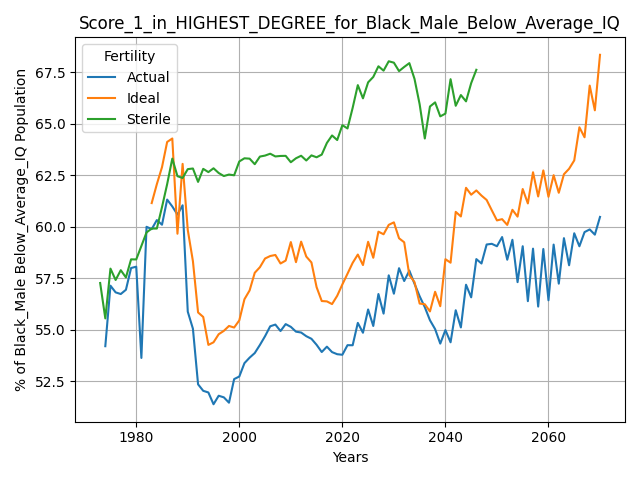 Score_1_in_HIGHEST_DEGREE_for_Black_Male_Below_Average_IQ
% of Black_Male Below_Average_IQ Population
67.5
65.0
62.5
60.0
57.5
55.0
52.5
Fertility
Actual
Ideal
Sterile
1980
2000
2020
2040
2060
Years